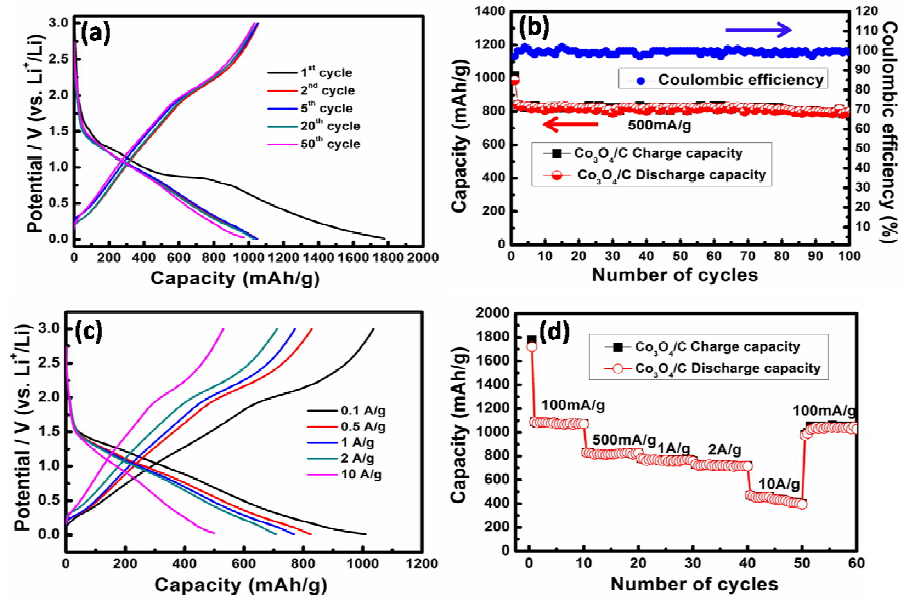 (a)
3.0
2.5
2.0
1.5
1.0
0.5
0.0
Potential / V (vs. Li⁺/Li)
1ˢᵗ cycle
2ⁿᵈ cycle
5ᵗʰ cycle
20ᵗʰ cycle
50ᵗʰ cycle
0 200 400 600 800 1000 1200 1400 1600 1800 2000
Capacity (mAh/g)
(b)
1400
1200
1000
800
600
400
200
0
Capacity (mAh/g)
120
110
100
90
80
70
60
50
40
30
20
10
Coulombic efficiency (%)
Coulombic efficiency
500mA/g
Co₃O₄/C Charge capacity
Co₃O₄/C Discharge capacity
0 10 20 30 40 50 60 70 80 90 100
Number of cycles
(c)
3.0
2.5
2.0
1.5
1.0
0.5
0.0
Potential / V (vs. Li⁺/Li)
0.1 A/g
0.5 A/g
1 A/g
2 A/g
10 A/g
0 200 400 600 800 1000 1200
Capacity (mAh/g)
(d)
2000
1800
1600
1400
1200
1000
800
600
400
200
0
Capacity (mAh/g)
Co₃O₄/C Charge capacity
Co₃O₄/C Discharge capacity
100mA/g
500mA/g
1A/g
2A/g
10A/g
100mA/g
0 10 20 30 40 50 60
Number of cycles